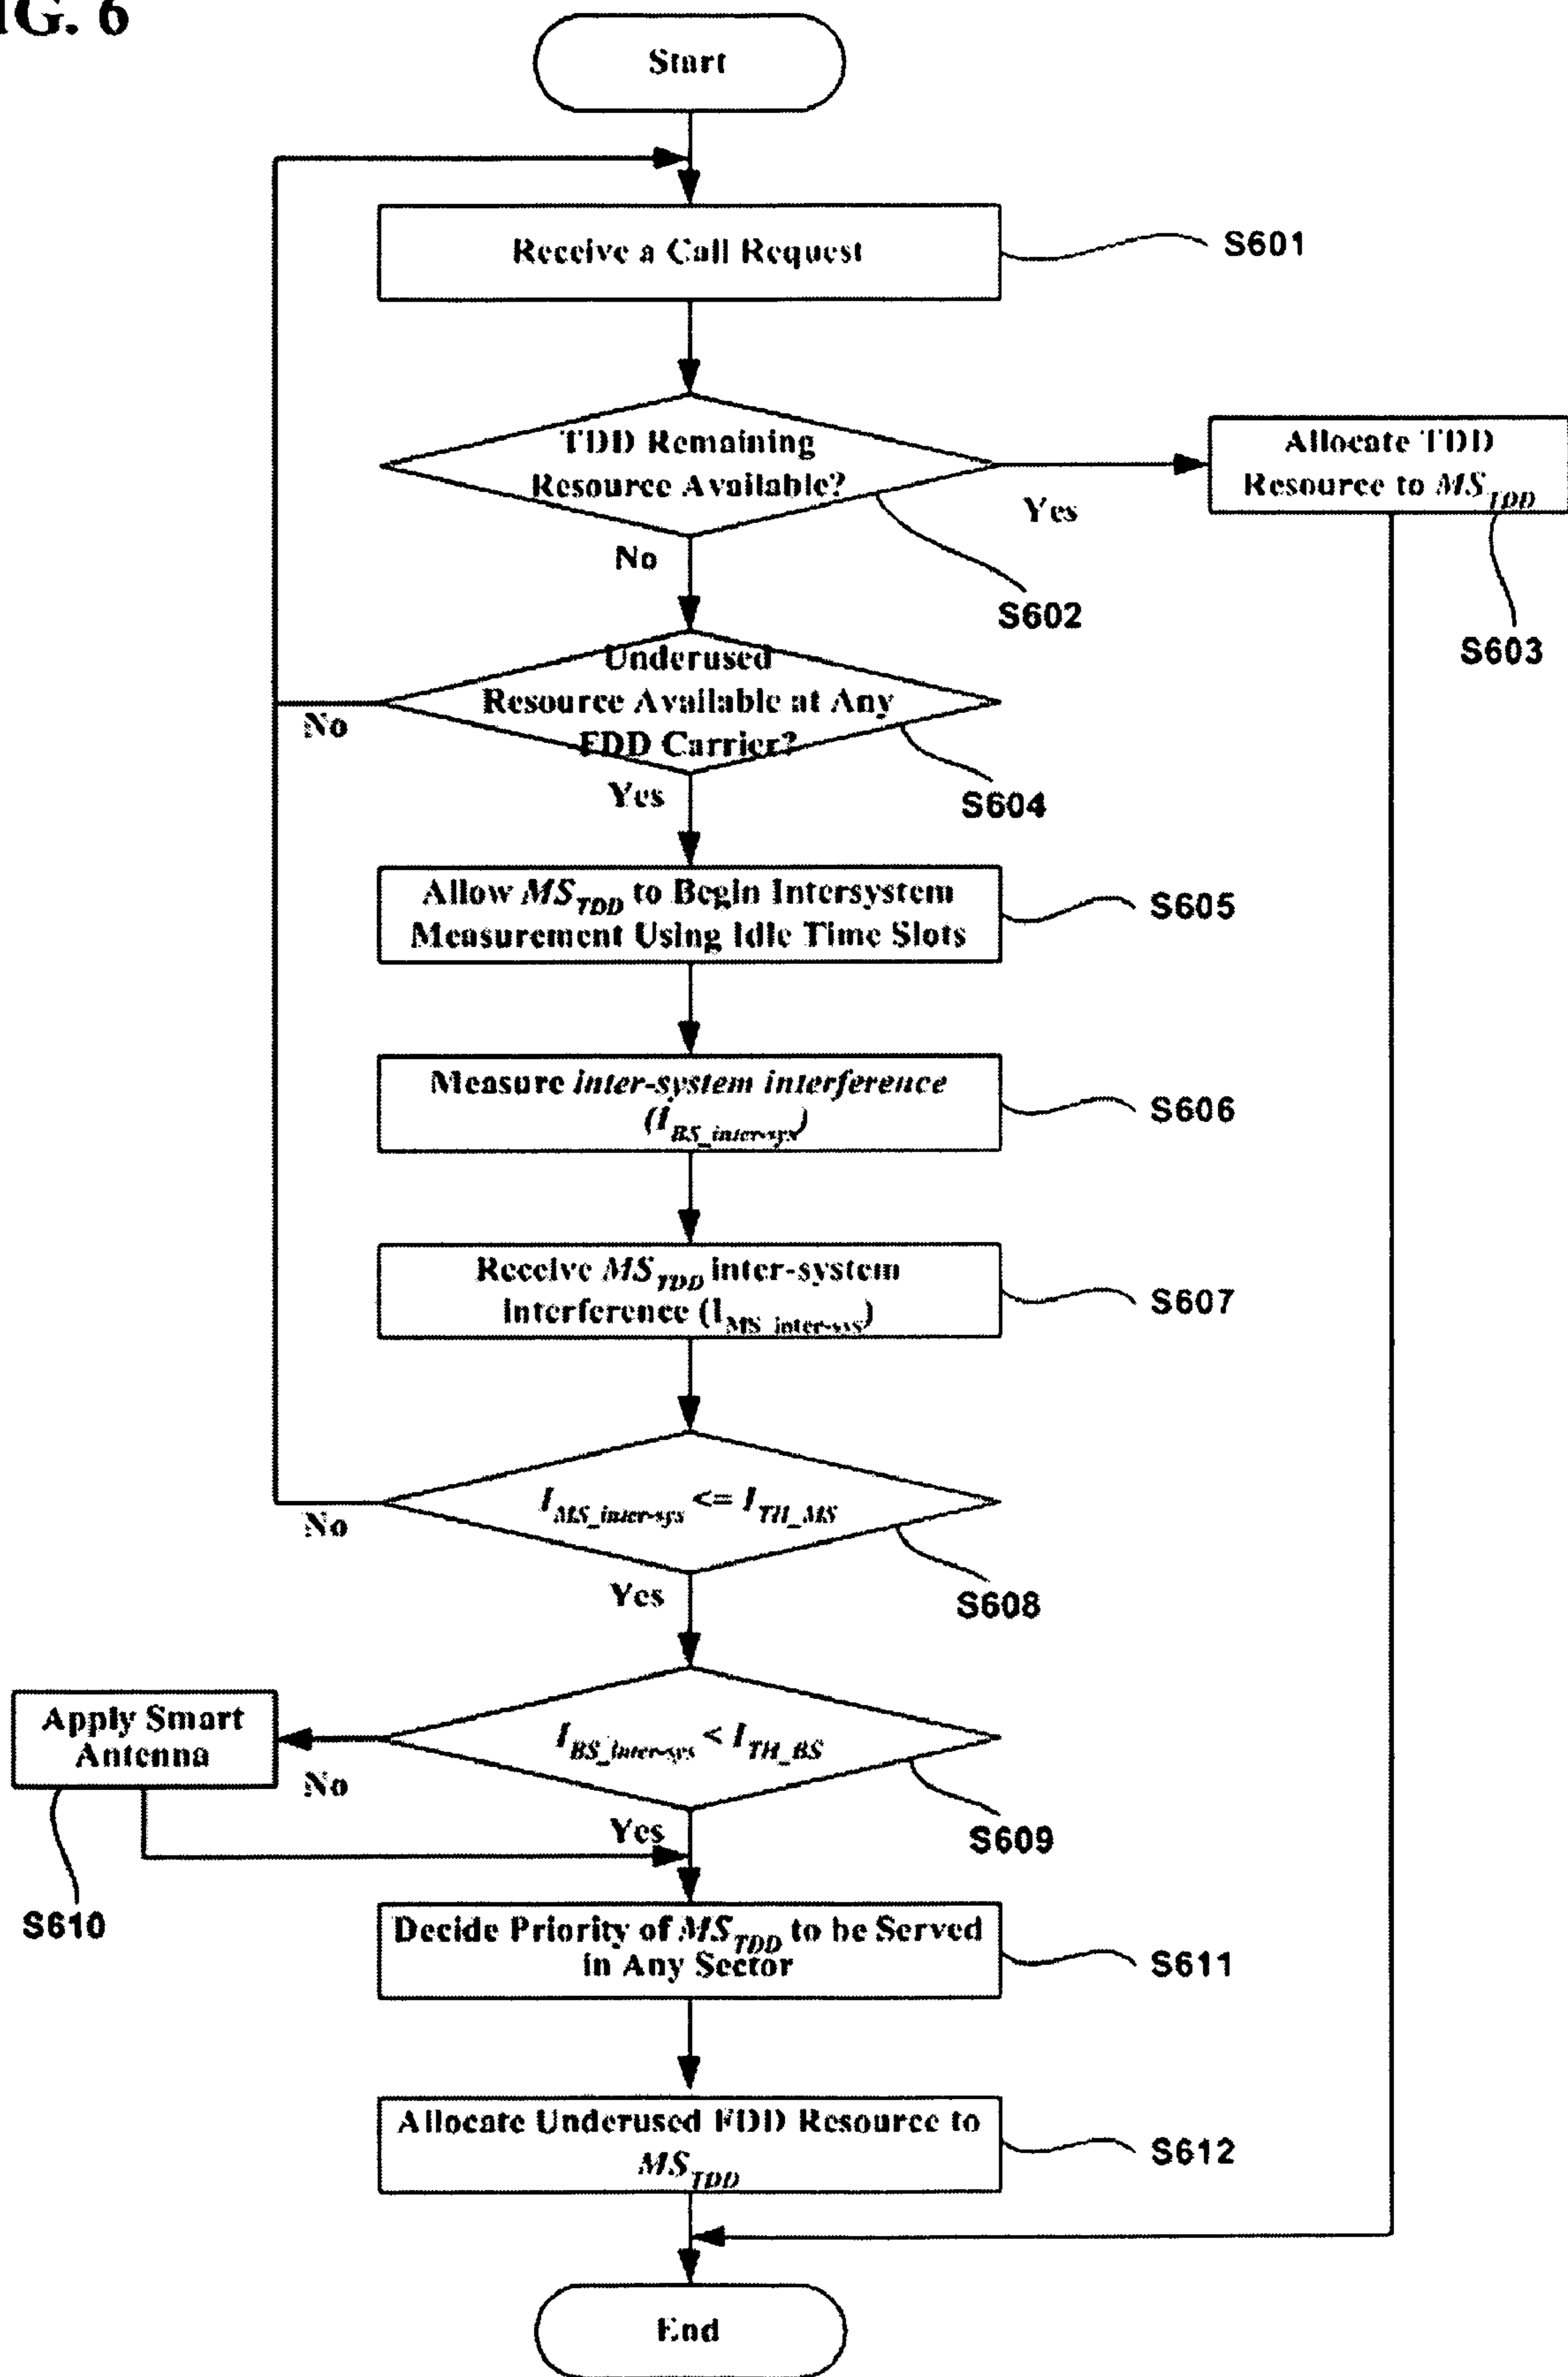 IG. 6
Start
Receive a Call Request
S601
TDD Remaining
Resource Available?
Yes
No
S602
Allocate TDD
Resource to MS_TDD
S603
Underused
Resource Available at Any
FDD Carrier?
No
Yes
S604
Allow MS_TDD to Begin Intersystem
Measurement Using Idle Time Slots
S605
Measure inter-system interference
(I_BS_inter-sys)
S606
Receive MS_TDD inter-system
interference (I_MS_inter-sys)
S607
I_MS_inter-sys <= I_TH_MS
No
Yes
S608
I_BS_inter-sys < I_TH_BS
No
Yes
S609
Apply Smart
Antenna
S610
Decide Priority of MS_TDD to be Served
in Any Sector
S611
Allocate Underused FDD Resource to
MS_TDD
S612
End